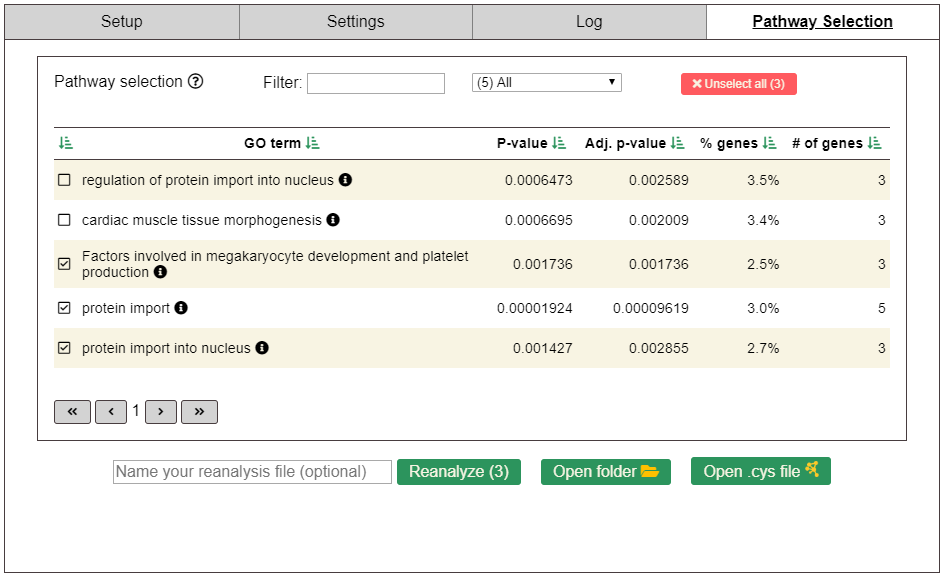 Setup Settings Log Pathway Selection
Pathway selection ? Filter: (5) All Unselect all (3)
GO term P-value Adj. p-value % genes # of genes
regulation of protein import into nucleus 0.0006473 0.002589 3.5% 3
cardiac muscle tissue morphogenesis 0.0006695 0.002009 3.4% 3
Factors involved in megakaryocyte development and platelet
production 0.001736 0.001736 2.5% 3
protein import 0.00001924 0.00009619 3.0% 5
protein import into nucleus 0.001427 0.002855 2.7% 3
« ‹ 1 › »
Name your reanalysis file (optional) Reanalyze (3) Open folder Open .cys file